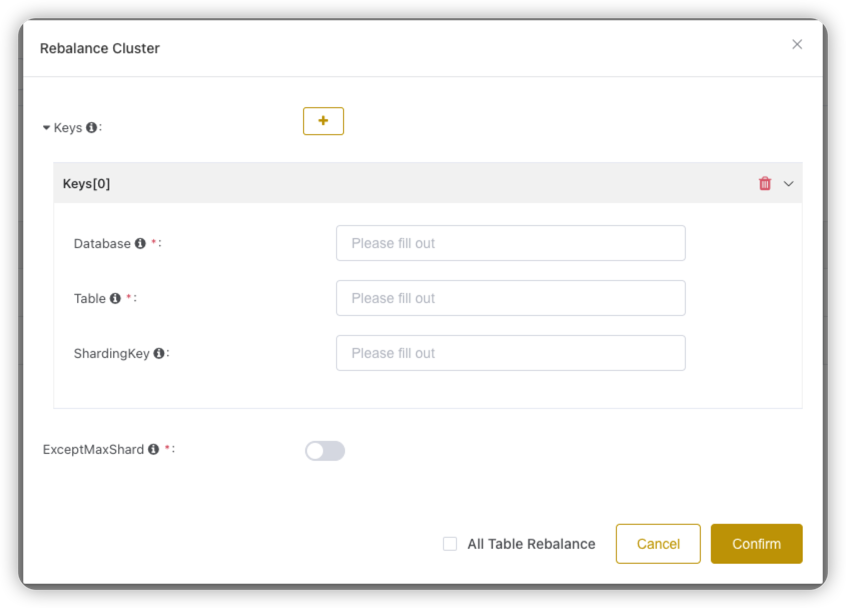 Rebalance Cluster
Keys :
+
Keys[0]
Database * :
Please fill out
Table * :
Please fill out
ShardingKey :
Please fill out
ExceptMaxShard * :
All Table Rebalance
Cancel
Confirm